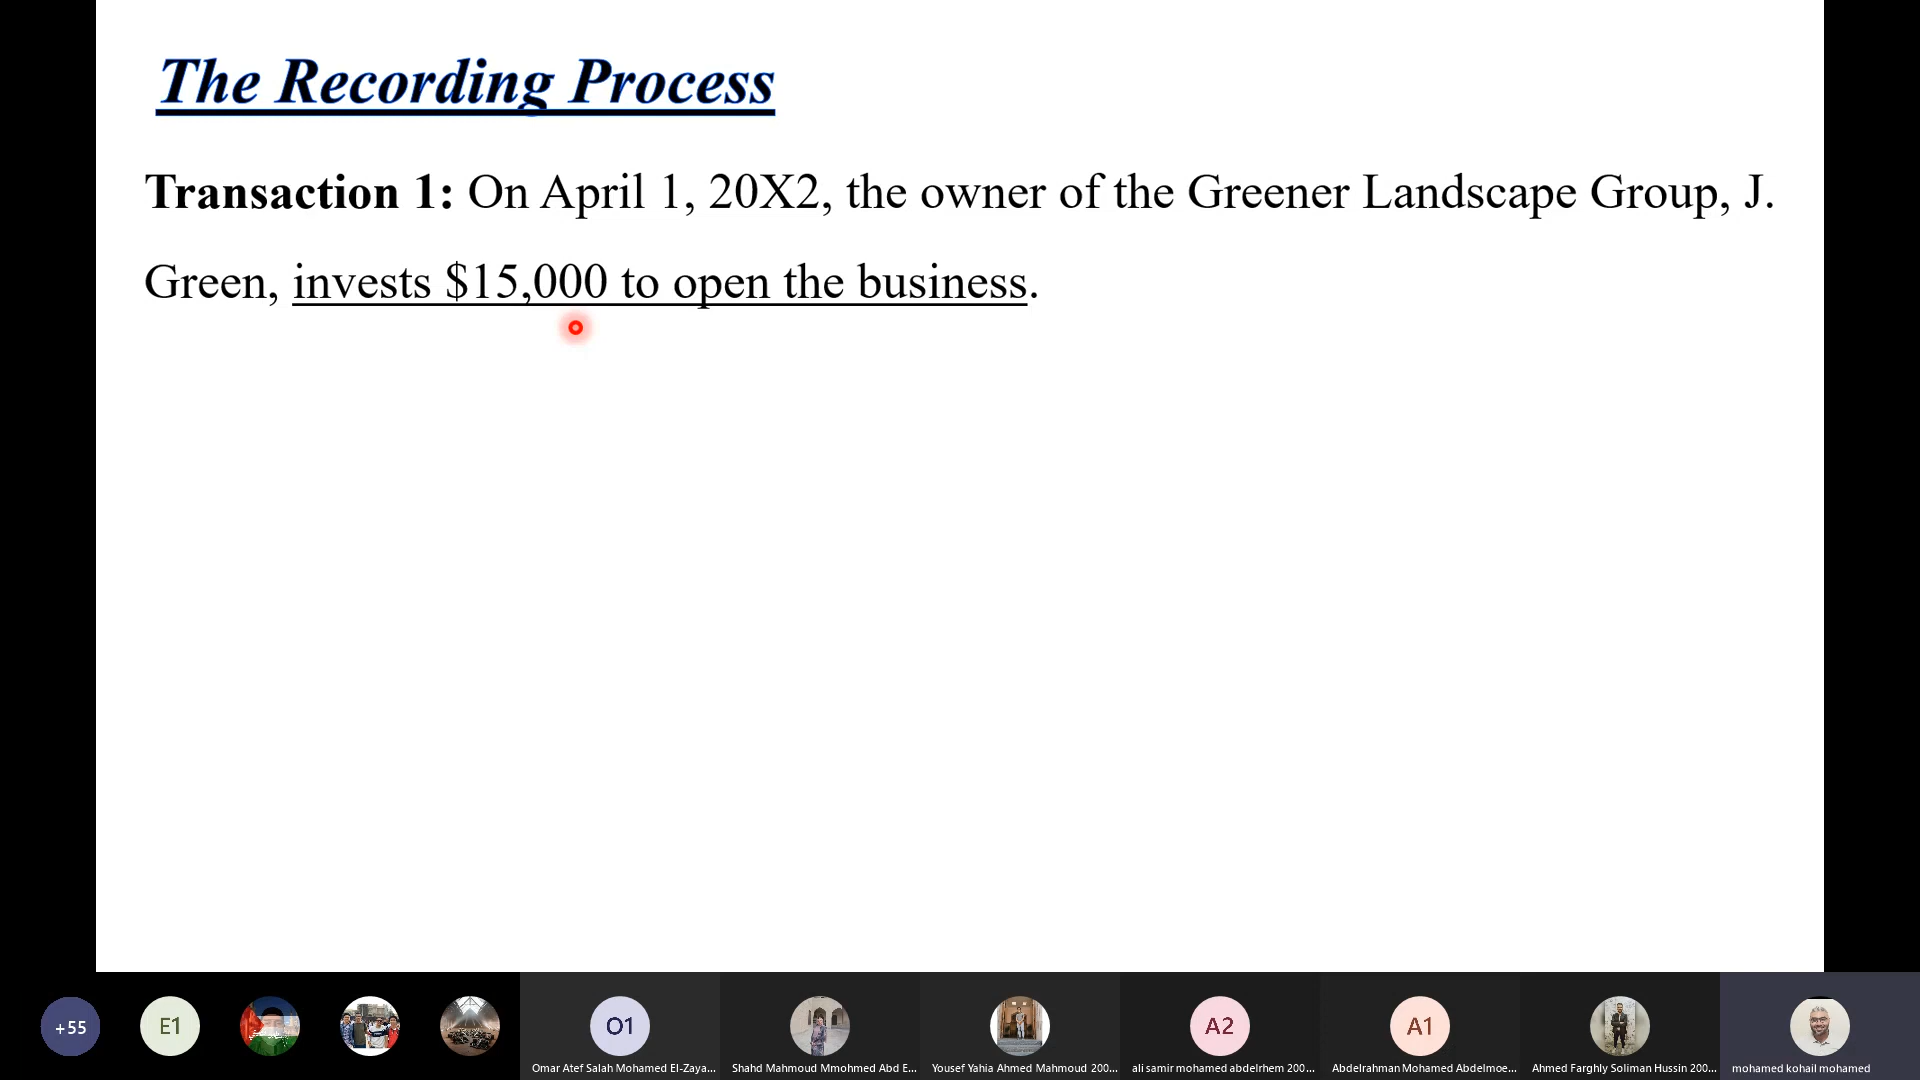 The Recording Process
Transaction 1: On April 1, 20X2, the owner of the Greener Landscape Group, J.
Green, invests $15,000 to open the business.
+55
E1
O1
A2
A1
Omar Atef Salah Mohamed El-Zaya...
Shahd Mahmoud Mmohmed Abd E...
Yousef Yahia Ahmed Mahmoud 200...
ali samir mohamed abdelrhem 200...
Abdelrahman Mohamed Abdelmoe...
Ahmed Farghly Soliman Hussin 200...
mohamed kohail mohamed